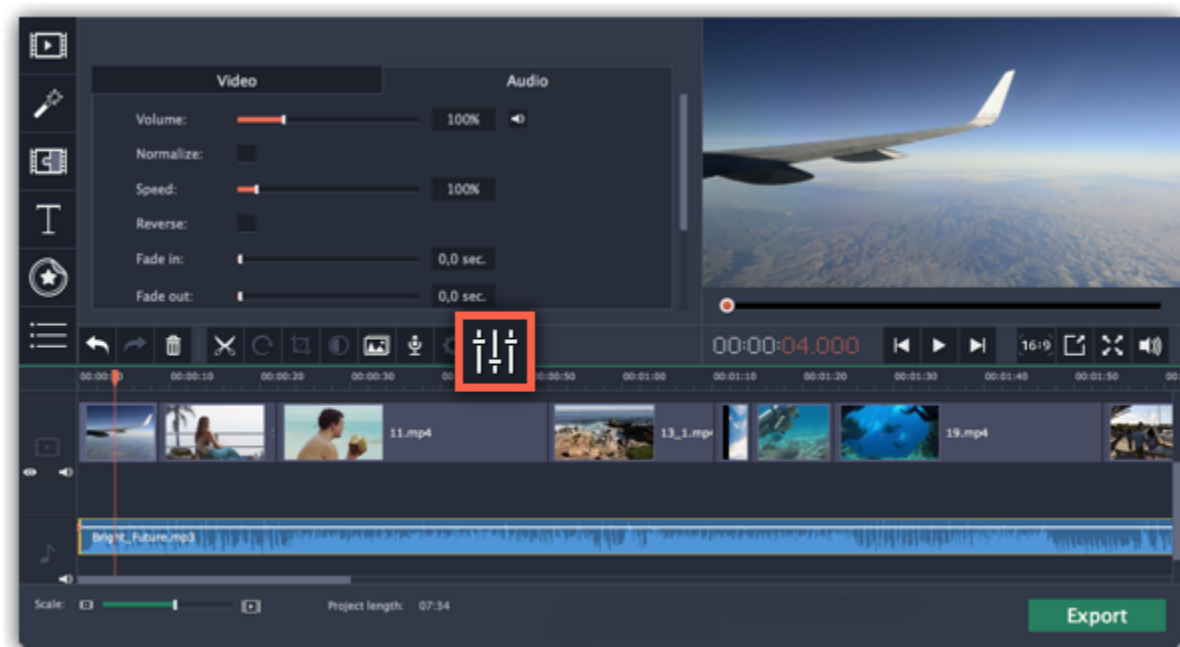 Video Audio
Volume: 100%
Normalize:
Speed: 100%
Reverse:
Fade in: 0,0 sec.
Fade out: 0,0 sec.
T
00:00:04.000 16:9
00:00:10 00:00:20 00:00:30 00:00:50 00:01:00 00:01:10 00:01:20 00:01:30 00:01:40 00:01:50
11.mp4 13_1.mp 19.mp4
Bright_Future.mp3
Scale: Project length: 07:34
Export